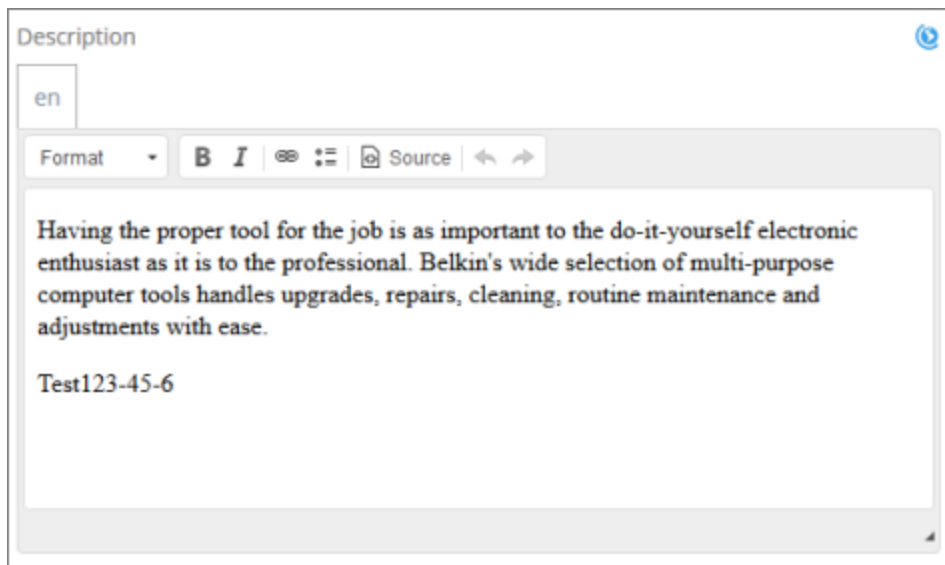 Description
en
Format B I Source
Having the proper tool for the job is as important to the do-it-yourself electronic
enthusiast as it is to the professional. Belkin's wide selection of multi-purpose
computer tools handles upgrades, repairs, cleaning, routine maintenance and
adjustments with ease.
Test123-45-6